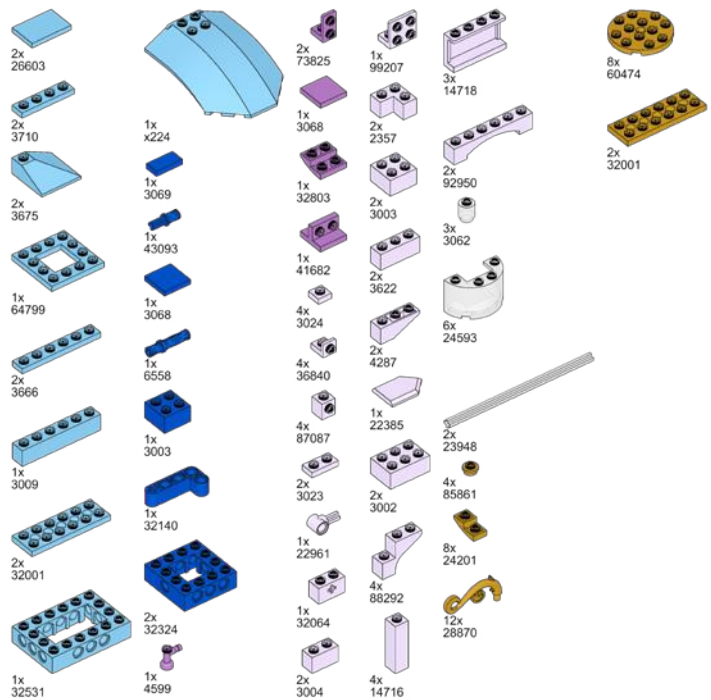 2x
26603
2x
3710
2x
3675
1x
64799
2x
3666
1x
3009
2x
32001
1x
32531
1x
x224
1x
3069
1x
43093
1x
3068
1x
6558
1x
3003
1x
32140
2x
32324
1x
4599
2x
73825
1x
3068
1x
32803
1x
41682
4x
3024
4x
36840
4x
87087
2x
3023
1x
22961
1x
32064
2x
3004
1x
99207
2x
2357
2x
3003
2x
3622
2x
4287
1x
22385
2x
3002
4x
88292
4x
14716
3x
14718
2x
92950
3x
3062
6x
24593
2x
23948
4x
85861
8x
24201
12x
28870
8x
60474
2x
32001